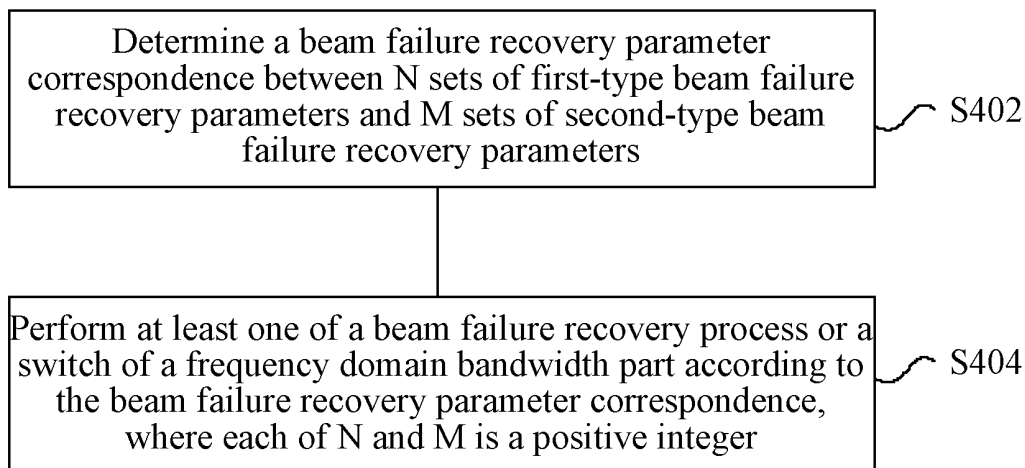 Determine a beam failure recovery parameter
correspondence between N sets of first-type beam failure
recovery parameters and M sets of second-type beam
failure recovery parameters
S402
Perform at least one of a beam failure recovery process or a
switch of a frequency domain bandwidth part according to
the beam failure recovery parameter correspondence,
where each of N and M is a positive integer
S404